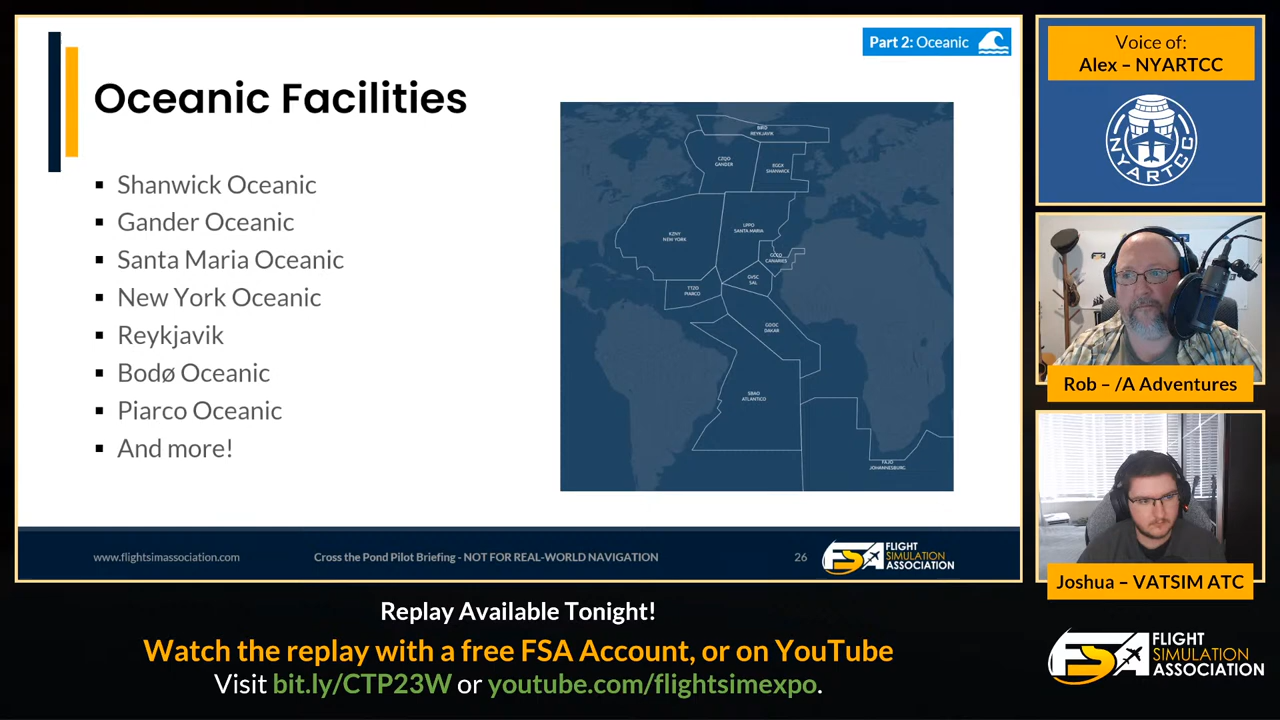 Part 2: Oceanic
Oceanic Facilities
Shanwick Oceanic
Gander Oceanic
Santa Maria Oceanic
New York Oceanic
Reykjavik
Bodø Oceanic
Piarco Oceanic
And more!
BIRD
REYKJAVIK
CZQO
GANDER
EGGX
SHANWICK
KZNY
NEW YORK
LPPO
SANTA MARIA
GCCC
CANARIES
GVSC
SAL
TTZO
PIARCO
GOOC
DAKAR
SBAO
ATLANTICO
FAJO
JOHANNESBURG
www.flightsimassociation.com
Cross the Pond Pilot Briefing - NOT FOR REAL-WORLD NAVIGATION
26
FSA
FLIGHT
SIMULATION
ASSOCIATION
Voice of:
Alex – NYARTCC
NYARTCC
Rob – /A Adventures
Joshua – VATSIM ATC
Replay Available Tonight!
Watch the replay with a free FSA Account, or on YouTube
Visit bit.ly/CTP23W or youtube.com/flightsimexpo.
FSA
FLIGHT
SIMULATION
ASSOCIATION